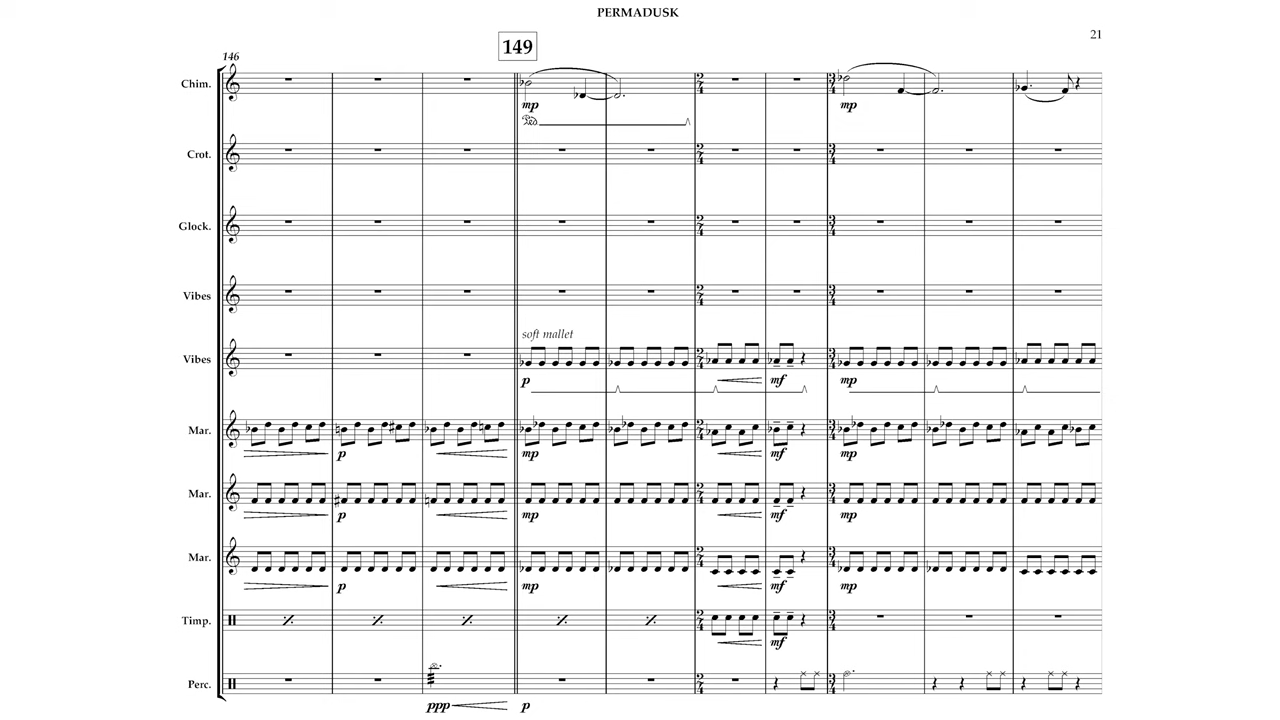 PERMADUSK
21
146
149
Chim.
mp
mp
Crot.
Glock.
Vibes
soft mallet
Vibes
p
mf
mp
Mar.
p
mp
mf
mp
Mar.
p
mp
mf
mp
Mar.
p
mp
mf
mp
Timp.
mf
Perc.
ppp
p